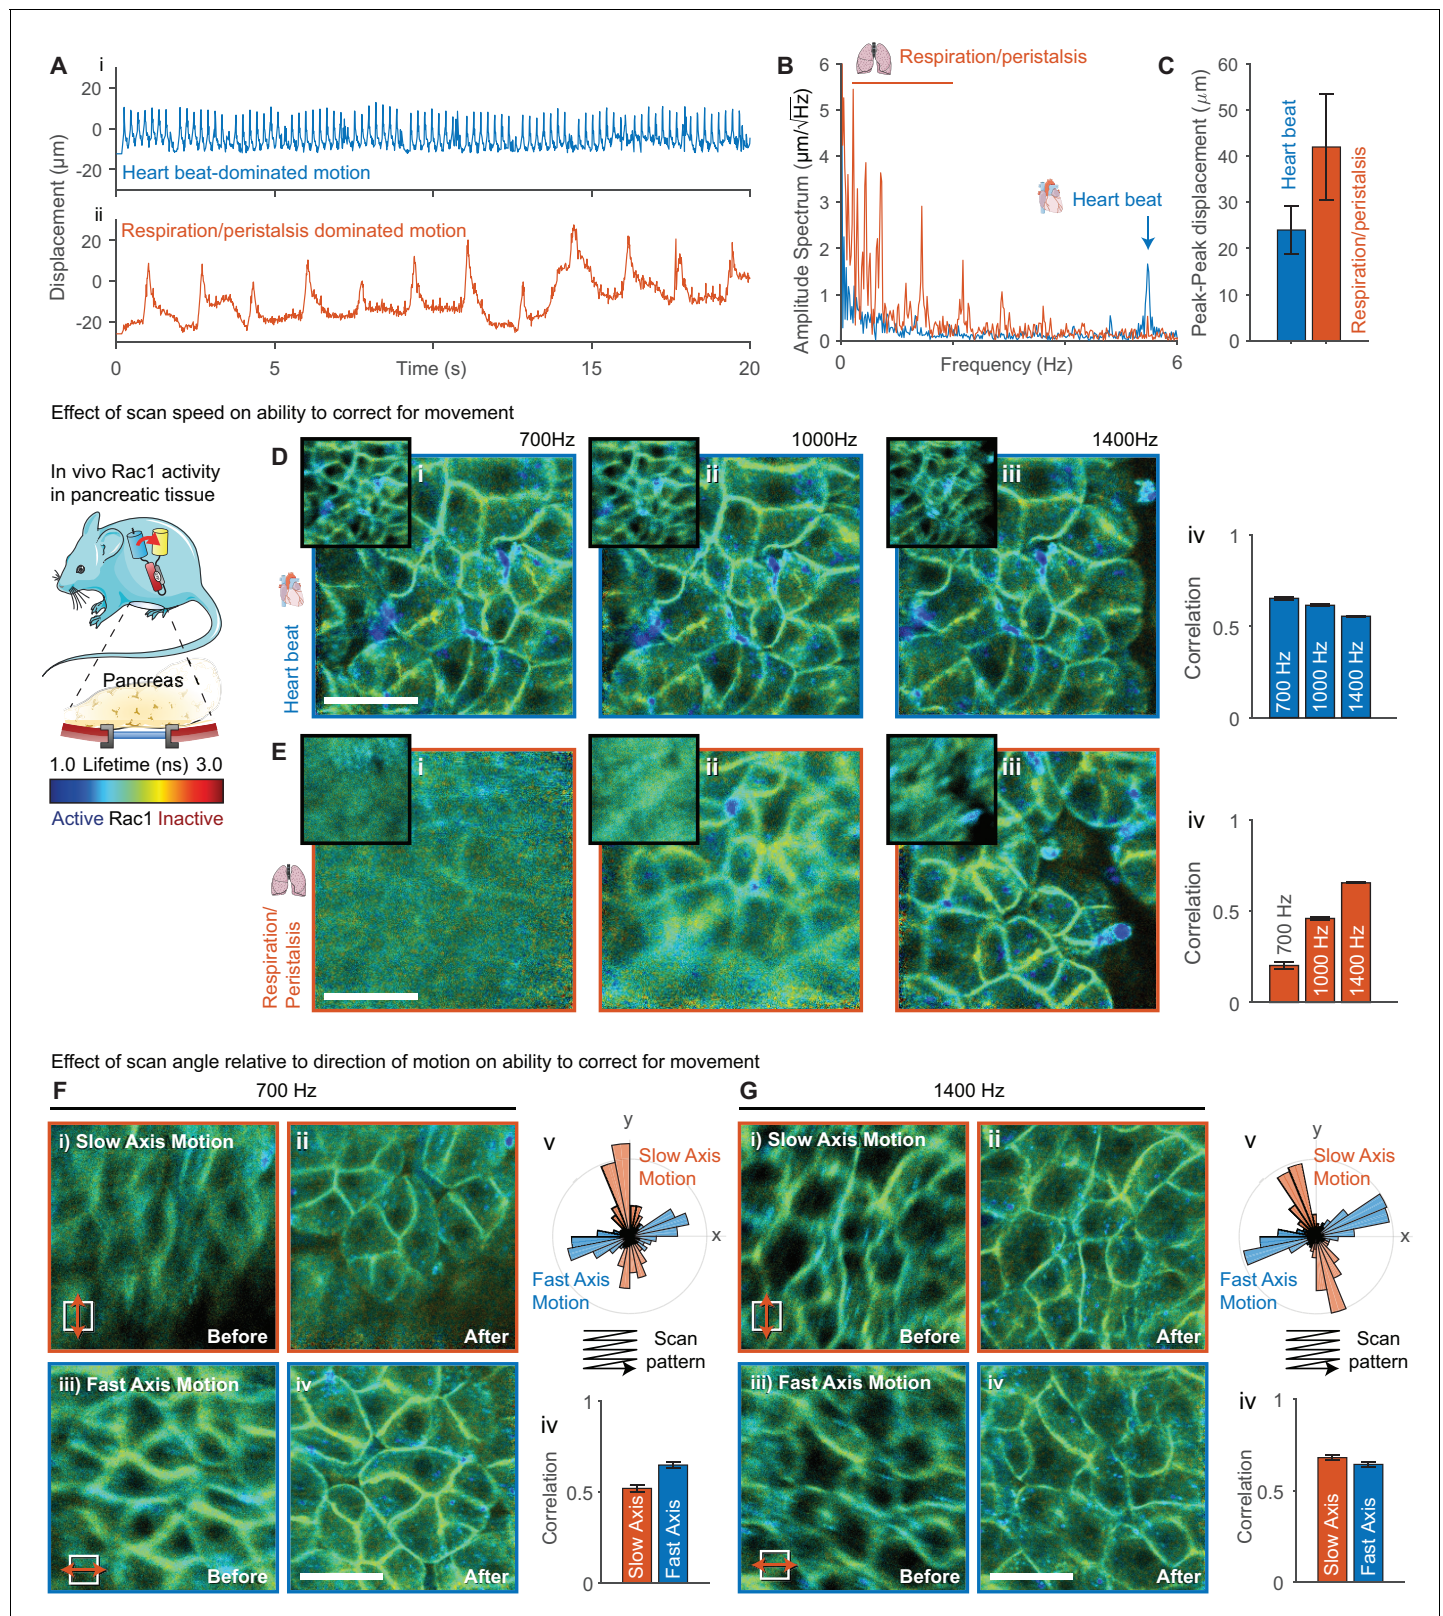 A
i
20
0
-20
Heart beat-dominated motion
Displacement (µm)
ii
Respiration/peristalsis dominated motion
20
0
-20
0
5
Time (s)
15
20
B
Respiration/peristalsis
6
5
4
3
2
1
0
Amplitude Spectrum (µm/√Hz)
Heart beat
0
Frequency (Hz)
6
C
60
50
40
30
20
10
0
Peak-Peak displacement (µm)
Heart beat
Respiration/peristalsis
Effect of scan speed on ability to correct for movement
In vivo Rac1 activity
in pancreatic tissue
Pancreas
1.0 Lifetime (ns) 3.0
Active Rac1 Inactive
D
700Hz
1000Hz
1400Hz
i
ii
iii
Heart beat
iv
1
0.5
0
Correlation
700 Hz
1000 Hz
1400 Hz
E
i
ii
iii
Respiration/
Peristalsis
iv
1
0.5
0
Correlation
700 Hz
1000 Hz
1400 Hz
Effect of scan angle relative to direction of motion on ability to correct for movement
F
700 Hz
i) Slow Axis Motion
Before
ii
After
iii) Fast Axis Motion
Before
iv
After
v
y
x
Slow Axis
Motion
Fast Axis
Motion
Scan
pattern
iv
1
0.5
0
Correlation
Slow Axis
Fast Axis
G
1400 Hz
i) Slow Axis Motion
Before
ii
After
iii) Fast Axis Motion
Before
iv
After
v
y
x
Slow Axis
Motion
Fast Axis
Motion
Scan
pattern
iv
1
0.5
0
Correlation
Slow Axis
Fast Axis